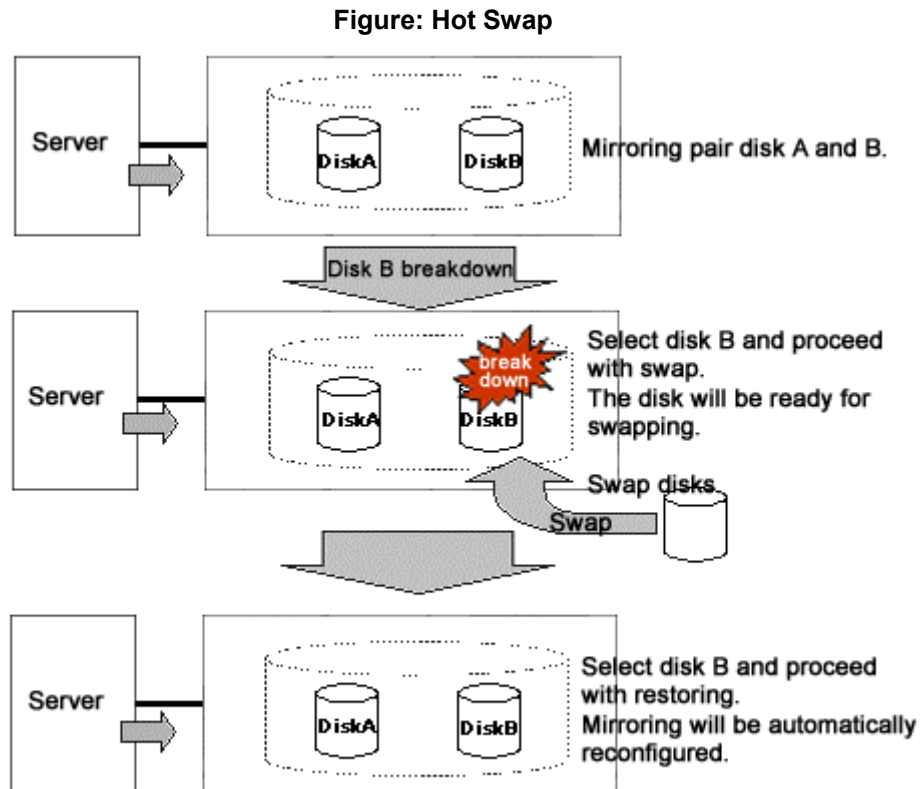 Figure: Hot Swap
Server
DiskA
DiskB
Mirroring pair disk A and B.
Disk B breakdown
Server
break
down
DiskA
DiskB
Select disk B and proceed
with swap.
The disk will be ready for
swapping.
Swap disks
Swap
Server
DiskA
DiskB
Select disk B and proceed
with restoring.
Mirroring will be automatically
reconfigured.